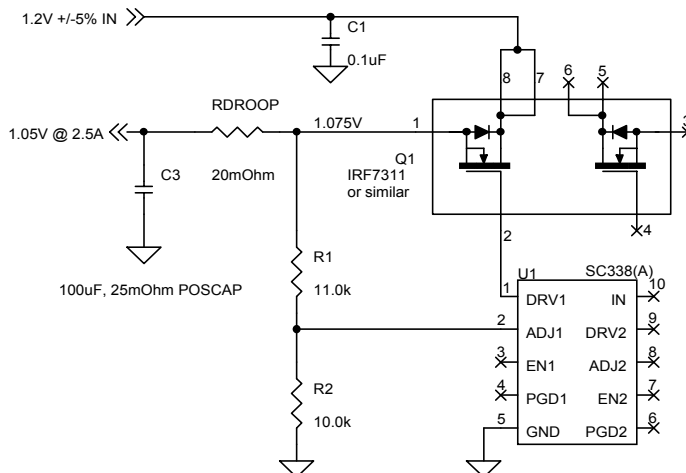 1.2V +/-5% IN
C1
0.1uF
8
7
6
5
RDROOP
1.05V @ 2.5A
1.075V
1
3
C3
20mOhm
Q1
IRF7311
or similar
4
2
R1
11.0k
100uF, 25mOhm POSCAP
U1
SC338(A)
1
DRV1
IN
10
2
ADJ1
DRV2
9
3
EN1
ADJ2
8
4
PGD1
EN2
7
5
GND
PGD2
6
R2
10.0k